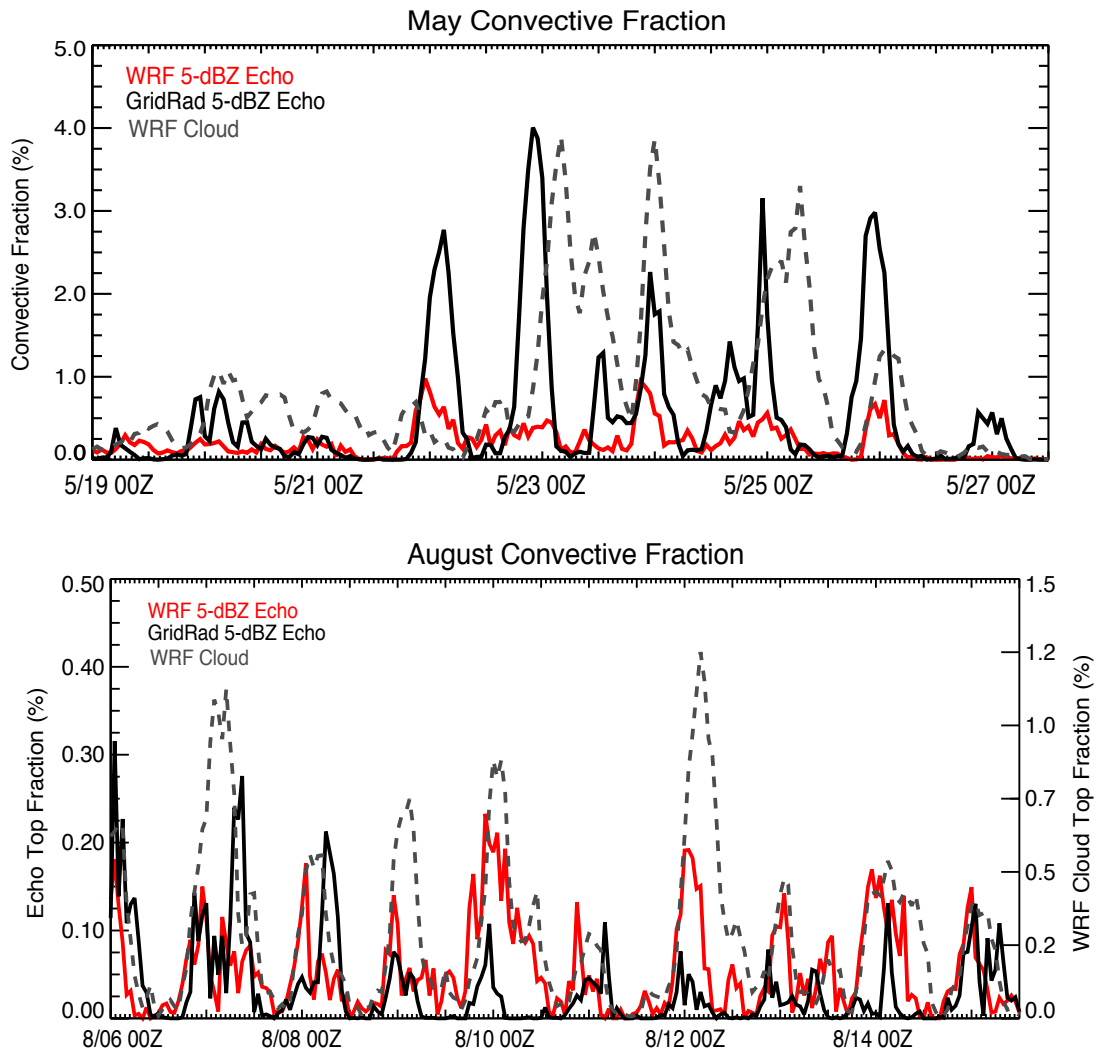 May Convective Fraction
5.0
4.0
3.0
2.0
1.0
0.0
Convective Fraction (%)
WRF 5-dBZ Echo
GridRad 5-dBZ Echo
WRF Cloud
5/19 00Z 5/21 00Z 5/23 00Z 5/25 00Z 5/27 00Z
August Convective Fraction
0.50
0.40
0.30
0.20
0.10
0.00
Echo Top Fraction (%)
WRF 5-dBZ Echo
GridRad 5-dBZ Echo
WRF Cloud
1.5
1.2
1.0
0.7
0.5
0.2
0.0
WRF Cloud Top Fraction (%)
8/06 00Z 8/08 00Z 8/10 00Z 8/12 00Z 8/14 00Z